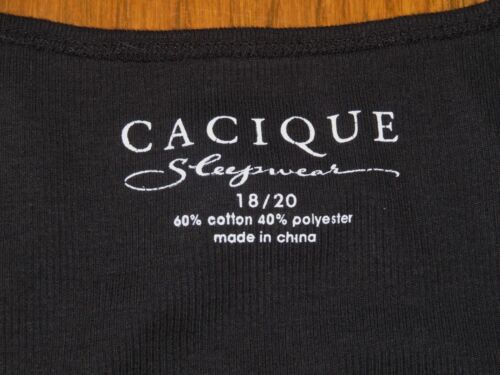 CACIQUE
Sleepwear
18/20
60% cotton 40% polyester
made in china